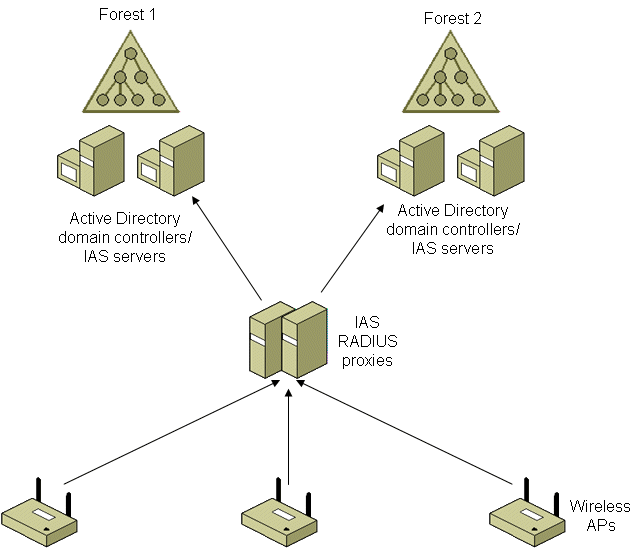 Forest 1
Forest 2
Active Directory
domain controllers/
IAS servers
Active Directory
domain controllers/
IAS servers
IAS
RADIUS
proxies
Wireless
APs